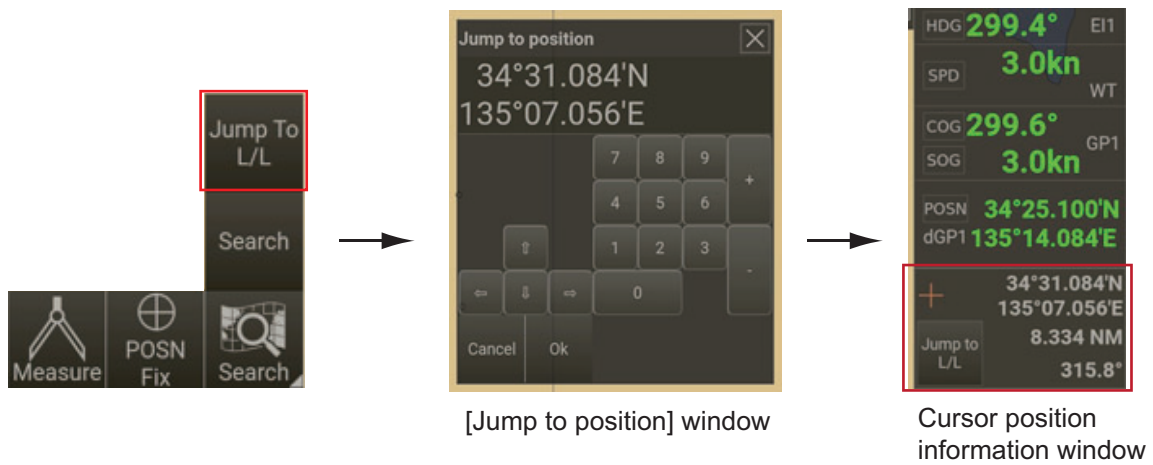 Jump To
L/L
Search
Measure
POSN
Fix
Search
Jump to position
34°31.084'N
135°07.056'E
7 8 9 +
4 5 6
1 2 3 -
0
Cancel Ok
[Jump to position] window
HDG 299.4° EI1
SPD 3.0kn
WT
COG 299.6° GP1
SOG 3.0kn
POSN 34°25.100'N
dGP1 135°14.084'E
34°31.084'N
135°07.056'E
Jump to
L/L
8.334 NM
315.8°
Cursor position
information window